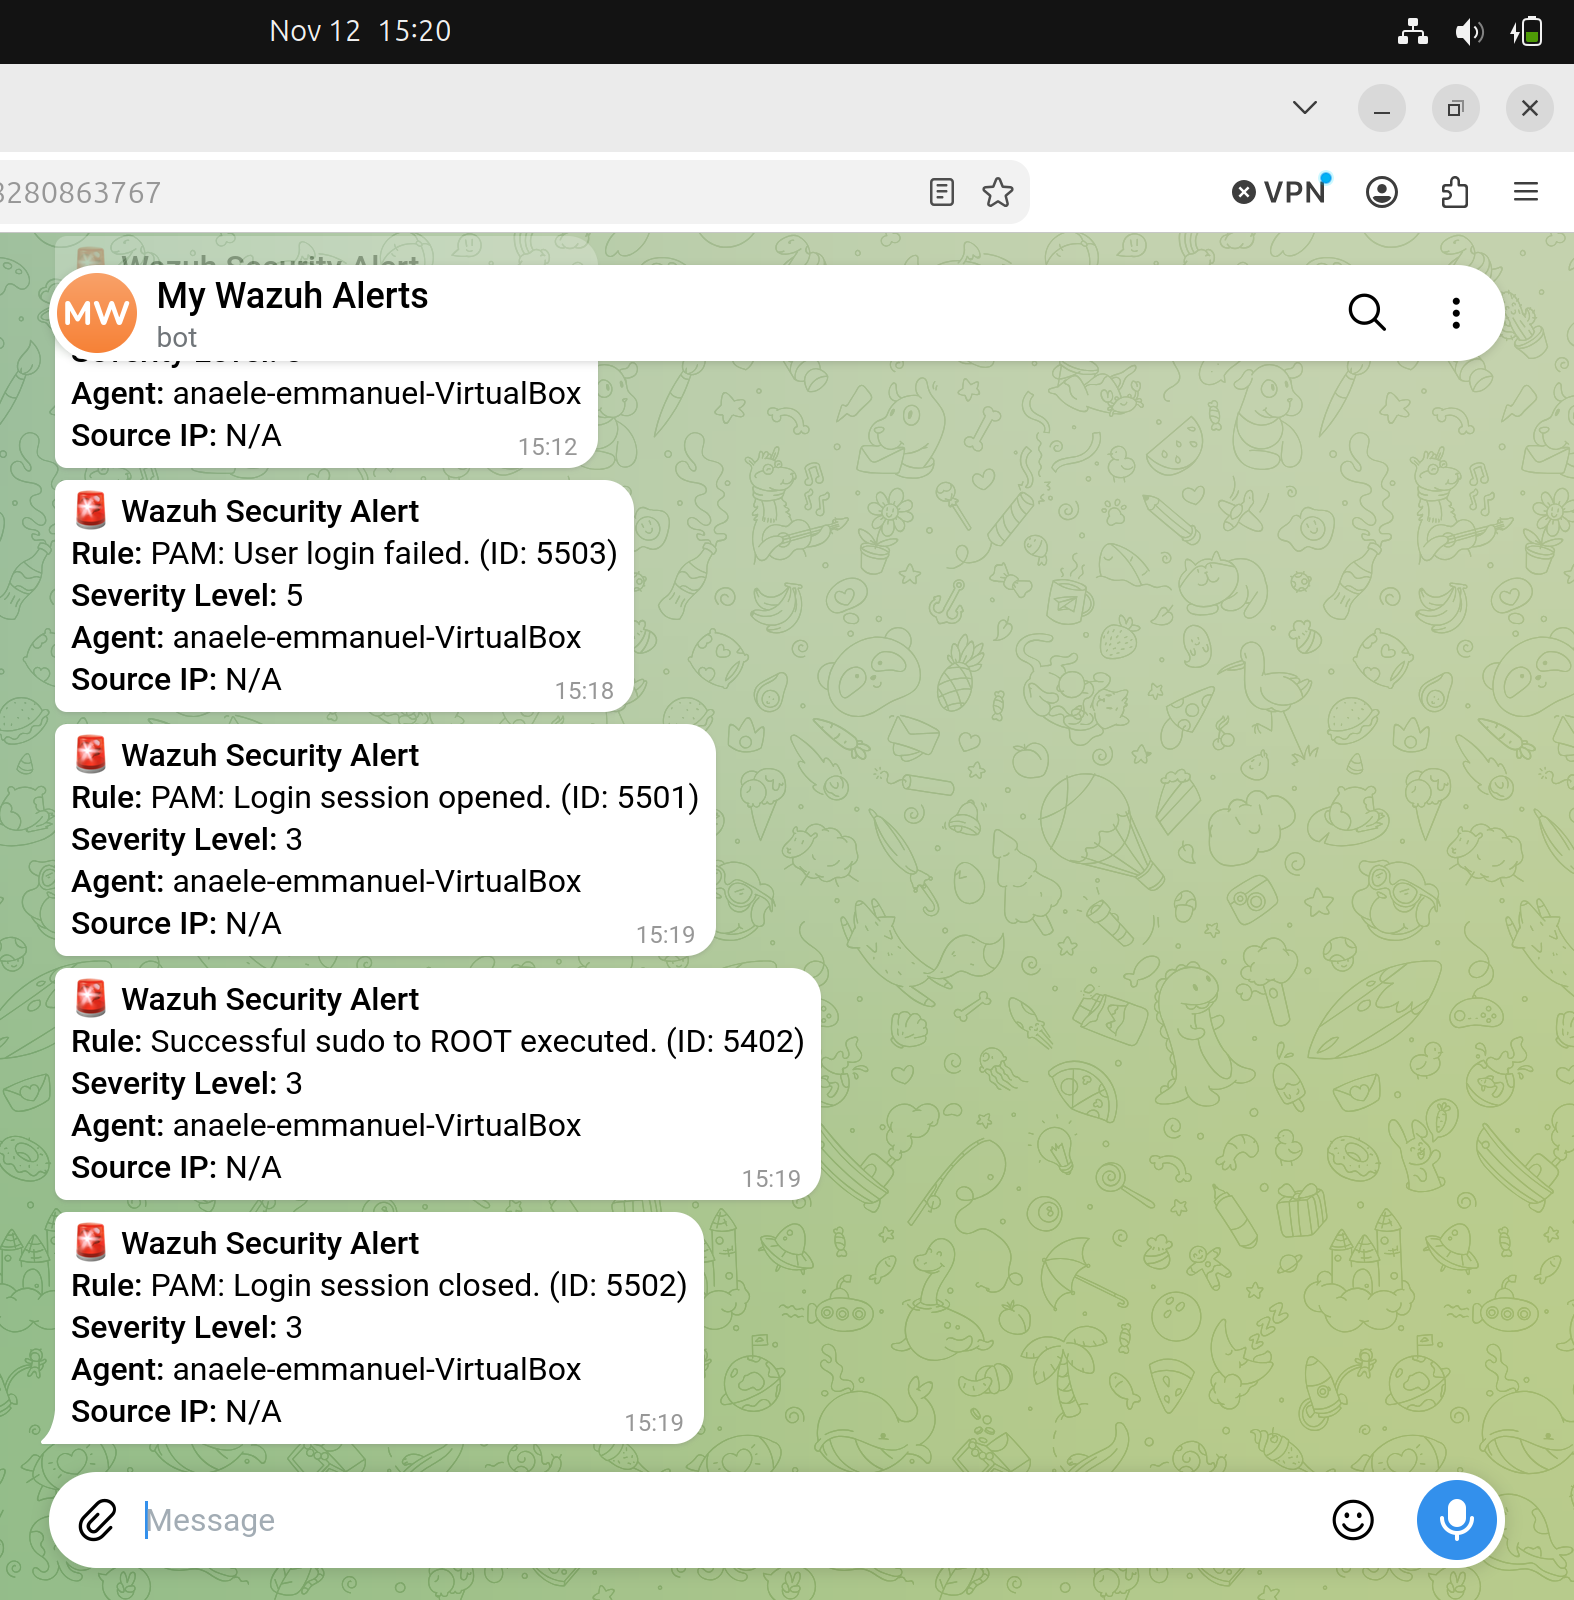 Nov 12 15:20
280863767
VPN
Wazuh Security Alert
MW
My Wazuh Alerts
bot
Agent: anaele-emmanuel-VirtualBox
Source IP: N/A
15:12
Wazuh Security Alert
Rule: PAM: User login failed. (ID: 5503)
Severity Level: 5
Agent: anaele-emmanuel-VirtualBox
Source IP: N/A
15:18
Wazuh Security Alert
Rule: PAM: Login session opened. (ID: 5501)
Severity Level: 3
Agent: anaele-emmanuel-VirtualBox
Source IP: N/A
15:19
Wazuh Security Alert
Rule: Successful sudo to ROOT executed. (ID: 5402)
Severity Level: 3
Agent: anaele-emmanuel-VirtualBox
Source IP: N/A
15:19
Wazuh Security Alert
Rule: PAM: Login session closed. (ID: 5502)
Severity Level: 3
Agent: anaele-emmanuel-VirtualBox
Source IP: N/A
15:19
Message